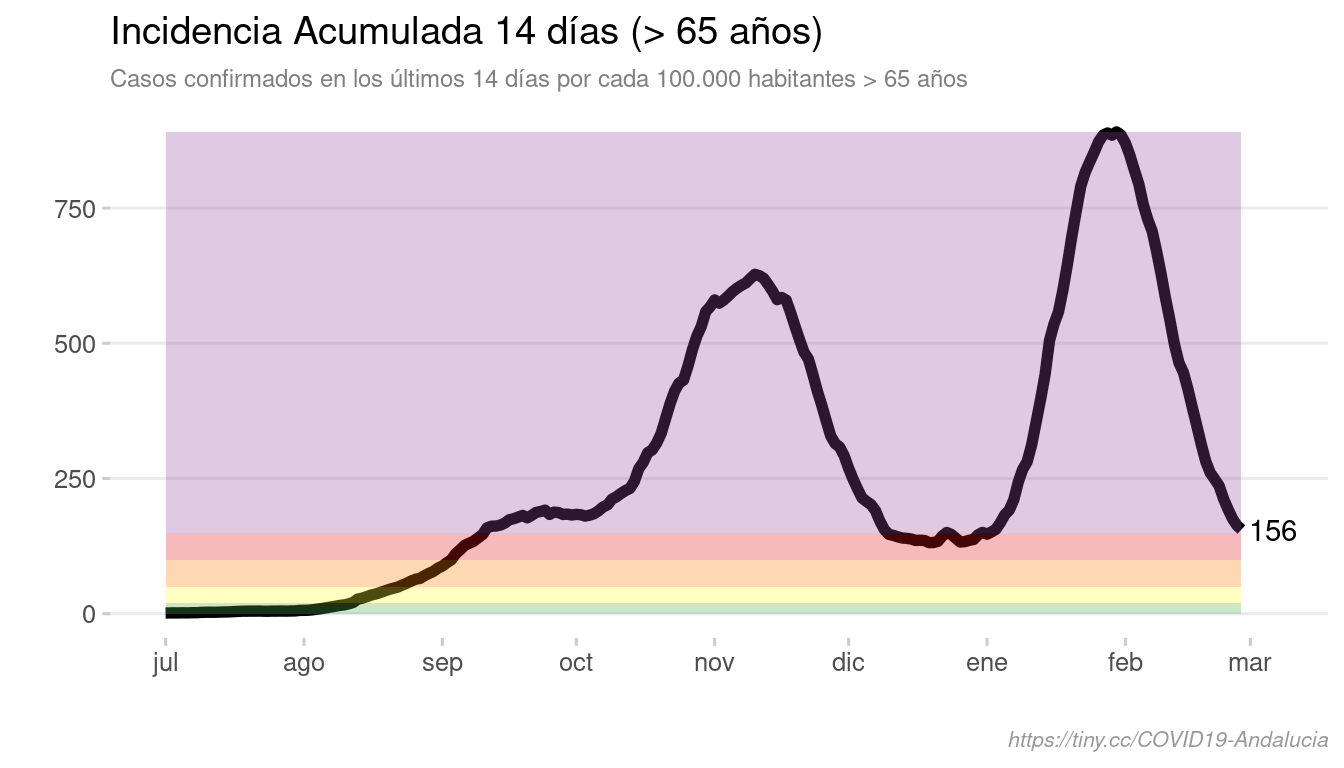 Incidencia Acumulada 14 días (> 65 años)
Casos confirmados en los últimos 14 días por cada 100.000 habitantes > 65 años
750
500
250
0
156
jul ago sep oct nov dic ene feb mar
https://tiny.cc/COVID19-Andalucia